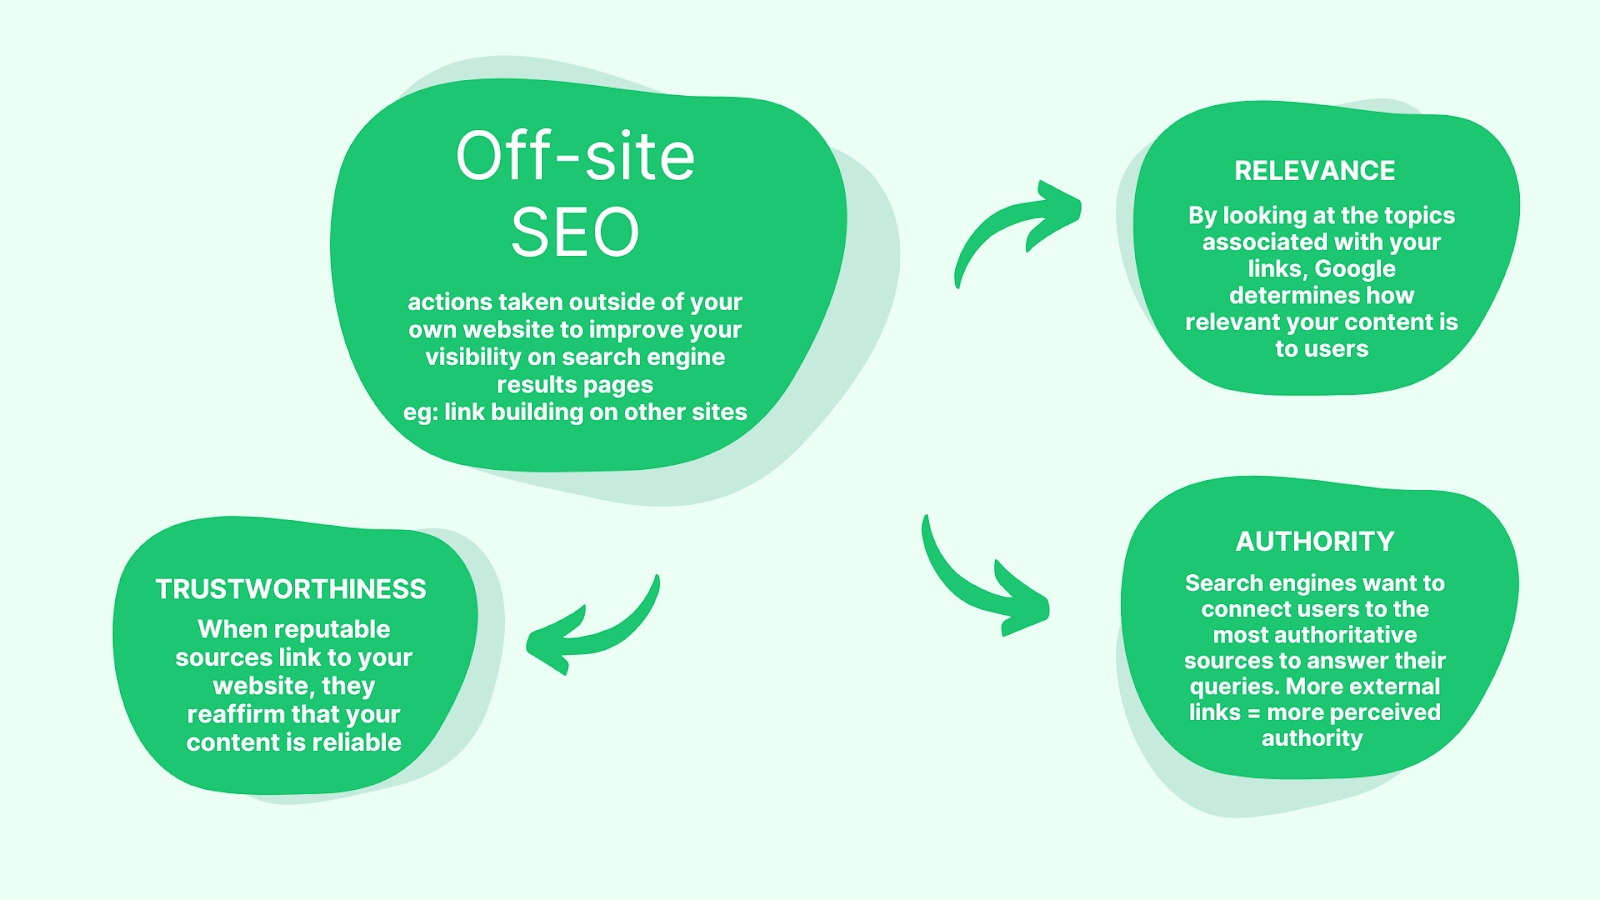 Off-site
SEO
actions taken outside of your
own website to improve your
visibility on search engine
results pages
eg: link building on other sites
RELEVANCE
By looking at the topics
associated with your
links, Google
determines how
relevant your content is
to users
TRUSTWORTHINESS
When reputable
sources link to your
website, they
reaffirm that your
content is reliable
AUTHORITY
Search engines want to
connect users to the
most authoritative
sources to answer their
queries. More external
links = more perceived
authority